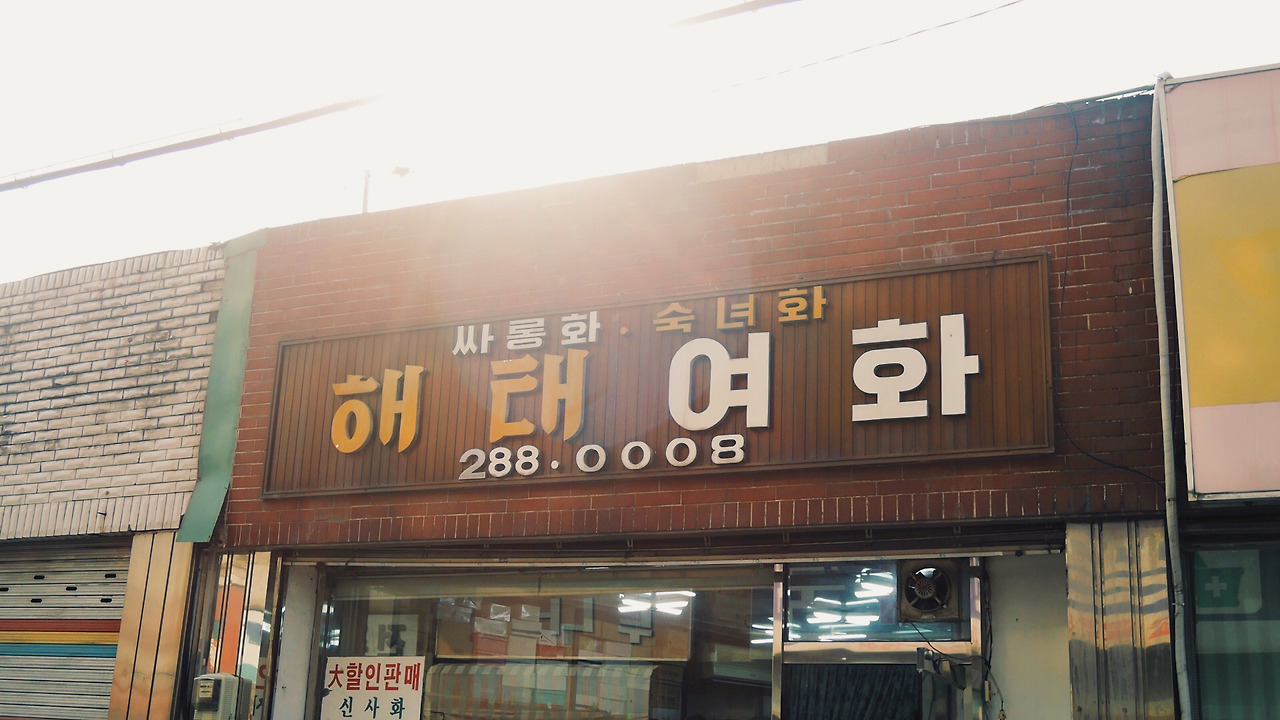 싸롱화·숙녀화
해태여화
288·0008
大할인판매
신사화